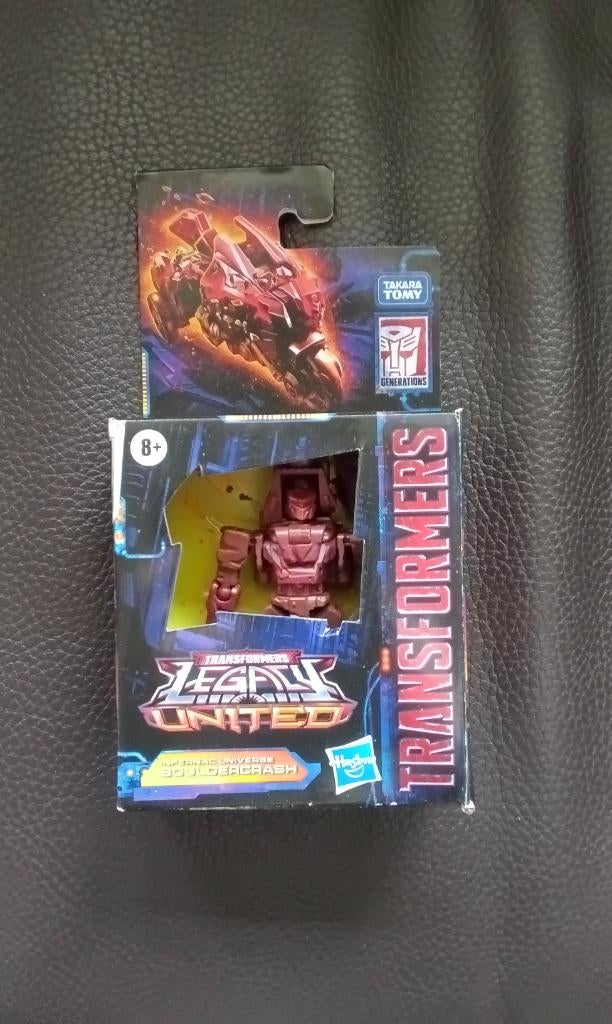 TAKARA
TOMY
GENERATIONS
8+
TRANSFORMERS
TRANSFORMERS
LEGACY
UNITED
INFERNAC UNIVERSE
BOULDERCRASH
Hasbro